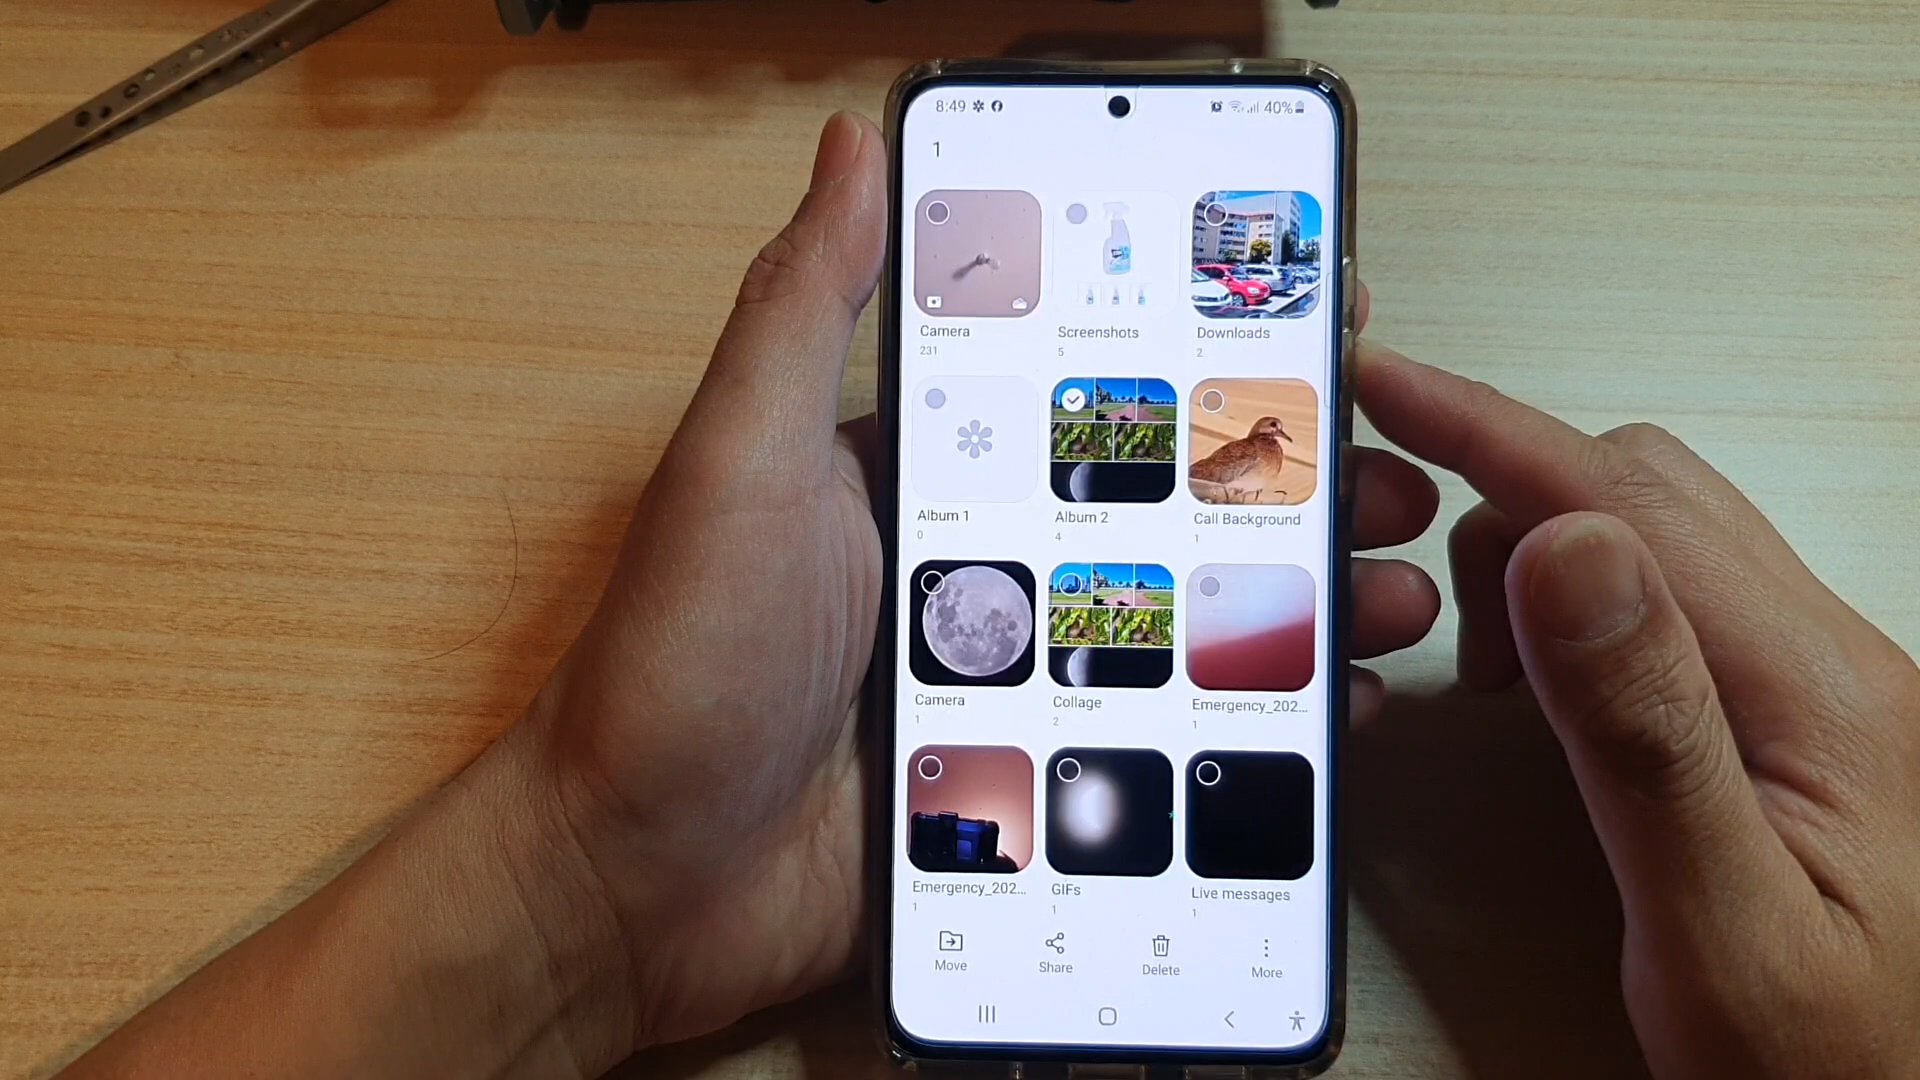 8:49 40%
1
Camera Screenshots Downloads
231 5 2
Album 1 Album 2 Call Background
0 4 1
Camera Collage Emergency_202...
1 2 1
Emergency_202... GIFs Live messages
1 1 1
Move Share Delete More